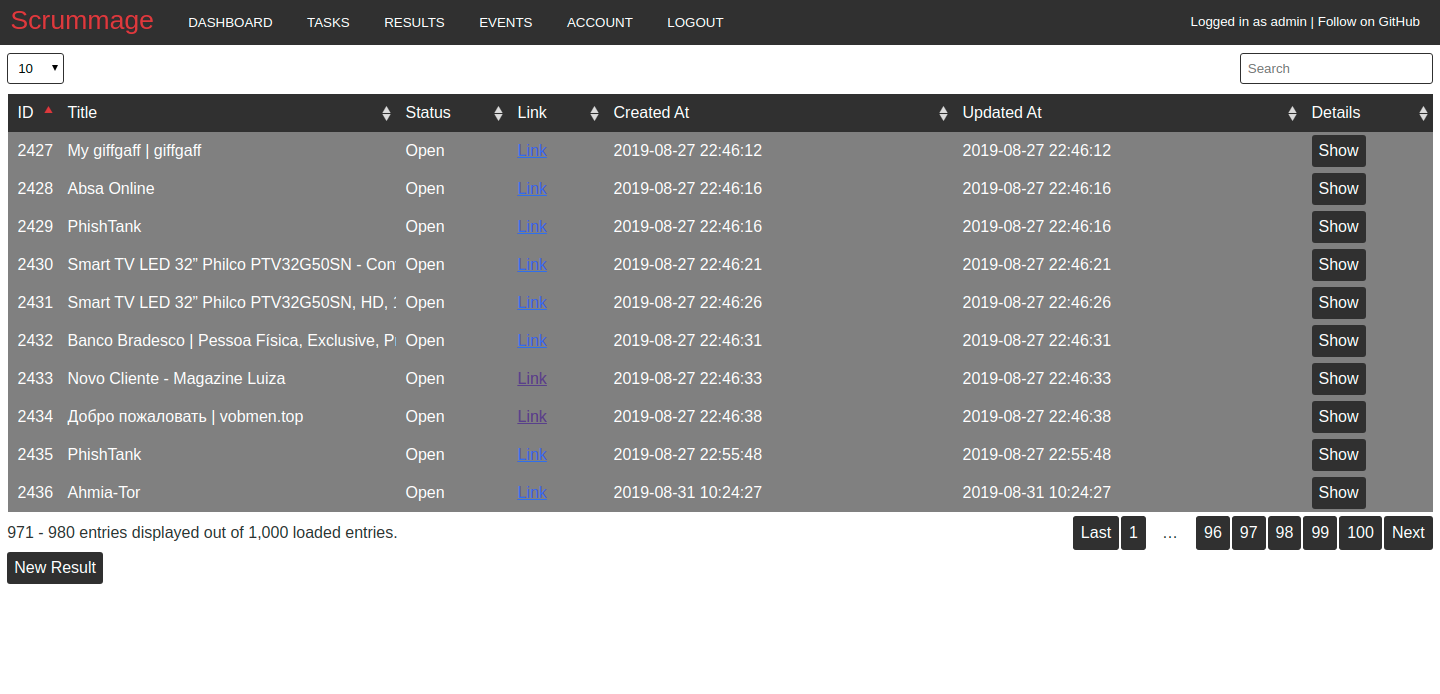 Scrummage DASHBOARD TASKS RESULTS EVENTS ACCOUNT LOGOUT Logged in as admin | Follow on GitHub
10 Search
ID Title Status Link Created At Updated At Details
2427 My giffgaff | giffgaff Open Link 2019-08-27 22:46:12 2019-08-27 22:46:12 Show
2428 Absa Online Open Link 2019-08-27 22:46:16 2019-08-27 22:46:16 Show
2429 PhishTank Open Link 2019-08-27 22:46:16 2019-08-27 22:46:16 Show
2430 Smart TV LED 32” Philco PTV32G50SN - Open Link 2019-08-27 22:46:21 2019-08-27 22:46:21 Show
2431 Smart TV LED 32” Philco PTV32G50SN, HD, Open Link 2019-08-27 22:46:26 2019-08-27 22:46:26 Show
2432 Banco Bradesco | Pessoa Física, Exclusive, Open Link 2019-08-27 22:46:31 2019-08-27 22:46:31 Show
2433 Novo Cliente - Magazine Luiza Open Link 2019-08-27 22:46:33 2019-08-27 22:46:33 Show
2434 Добро пожаловать | vobmen.top Open Link 2019-08-27 22:46:38 2019-08-27 22:46:38 Show
2435 PhishTank Open Link 2019-08-27 22:55:48 2019-08-27 22:55:48 Show
2436 Ahmia-Tor Open Link 2019-08-31 10:24:27 2019-08-31 10:24:27 Show
971 - 980 entries displayed out of 1,000 loaded entries. Last 1 … 96 97 98 99 100 Next
New Result